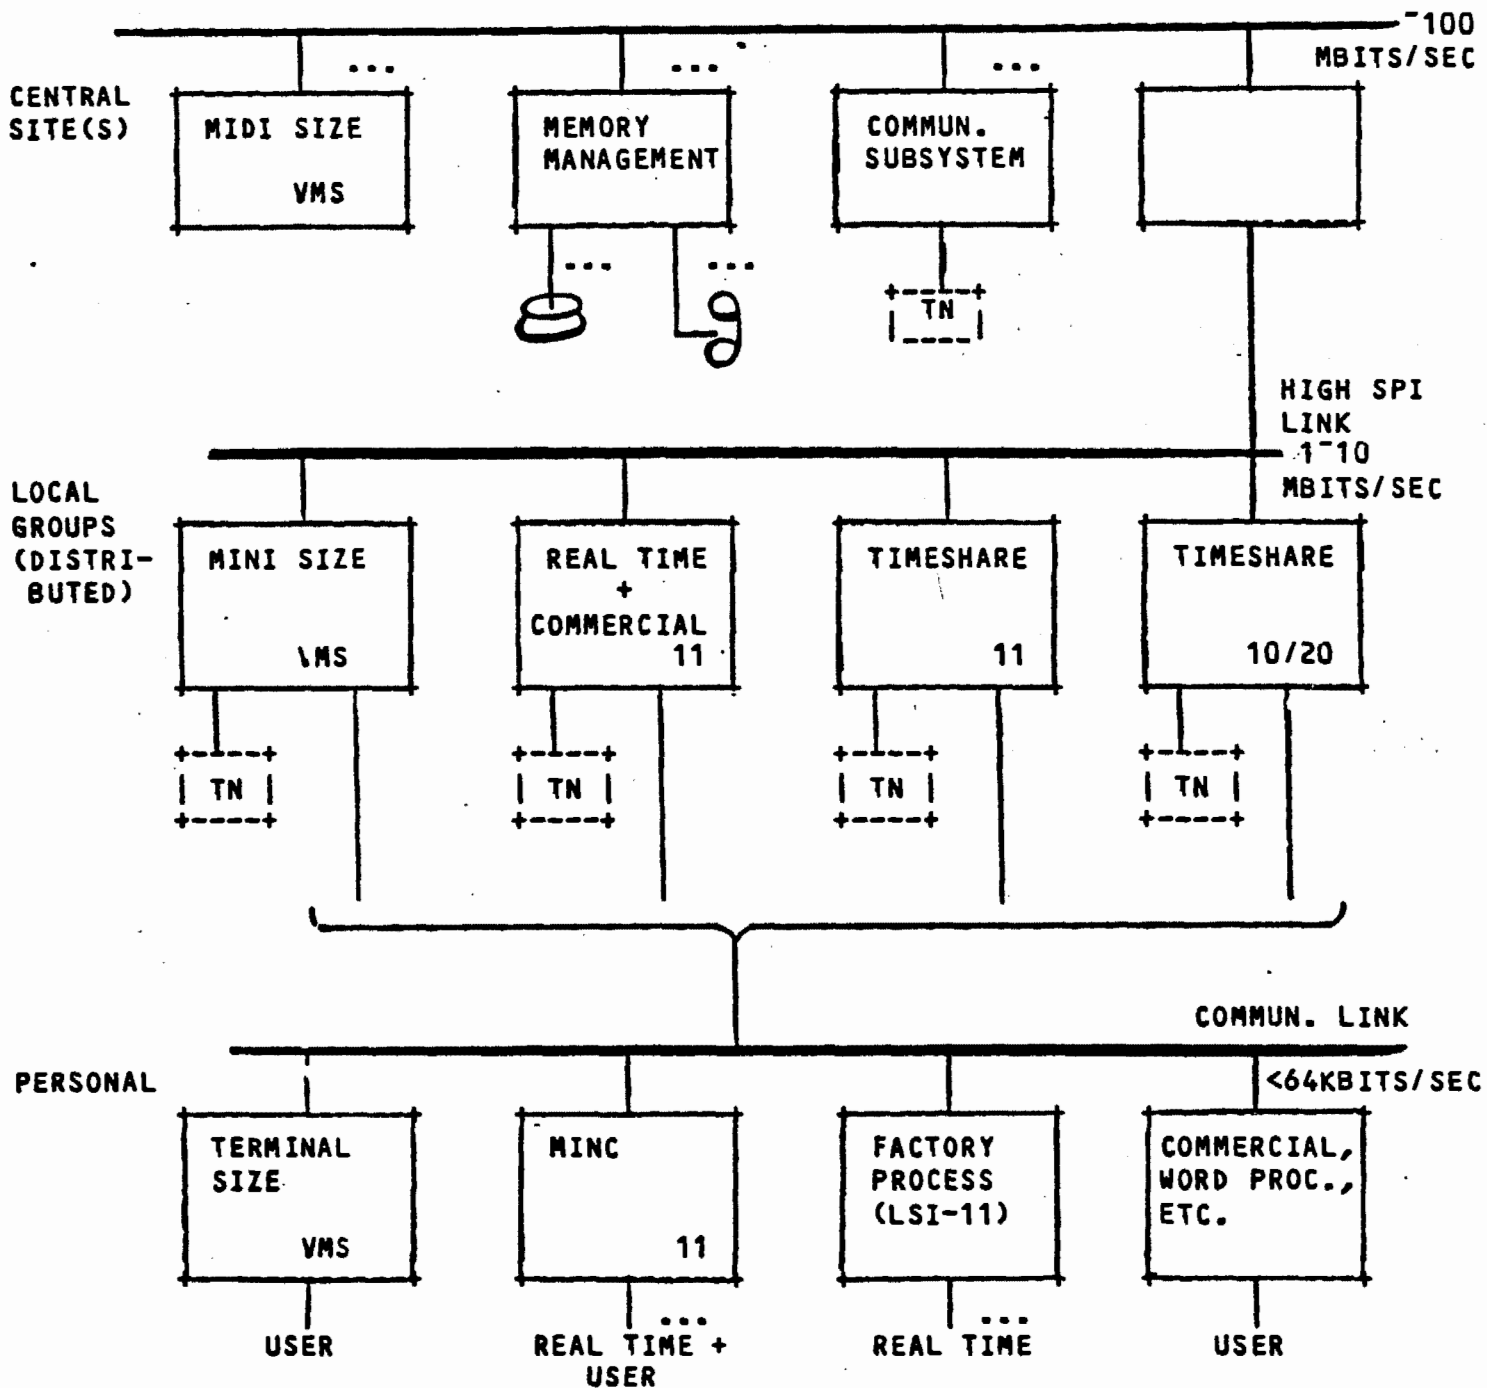 ~100
MBITS/SEC
CENTRAL
SITE(S)
MIDI SIZE
VMS
MEMORY
MANAGEMENT
COMMUN.
SUBSYSTEM
TN
HIGH SPI
LINK
1~10
MBITS/SEC
LOCAL
GROUPS
(DISTRI-
BUTED)
MINI SIZE
VMS
REAL TIME
+
COMMERCIAL
11
TIMESHARE
11
TIMESHARE
10/20
TN
TN
TN
TN
COMMUN. LINK
<64KBITS/SEC
PERSONAL
TERMINAL
SIZE
VMS
MINC
11
FACTORY
PROCESS
(LSI-11)
COMMERCIAL,
WORD PROC.,
ETC.
USER
REAL TIME +
USER
REAL TIME
USER